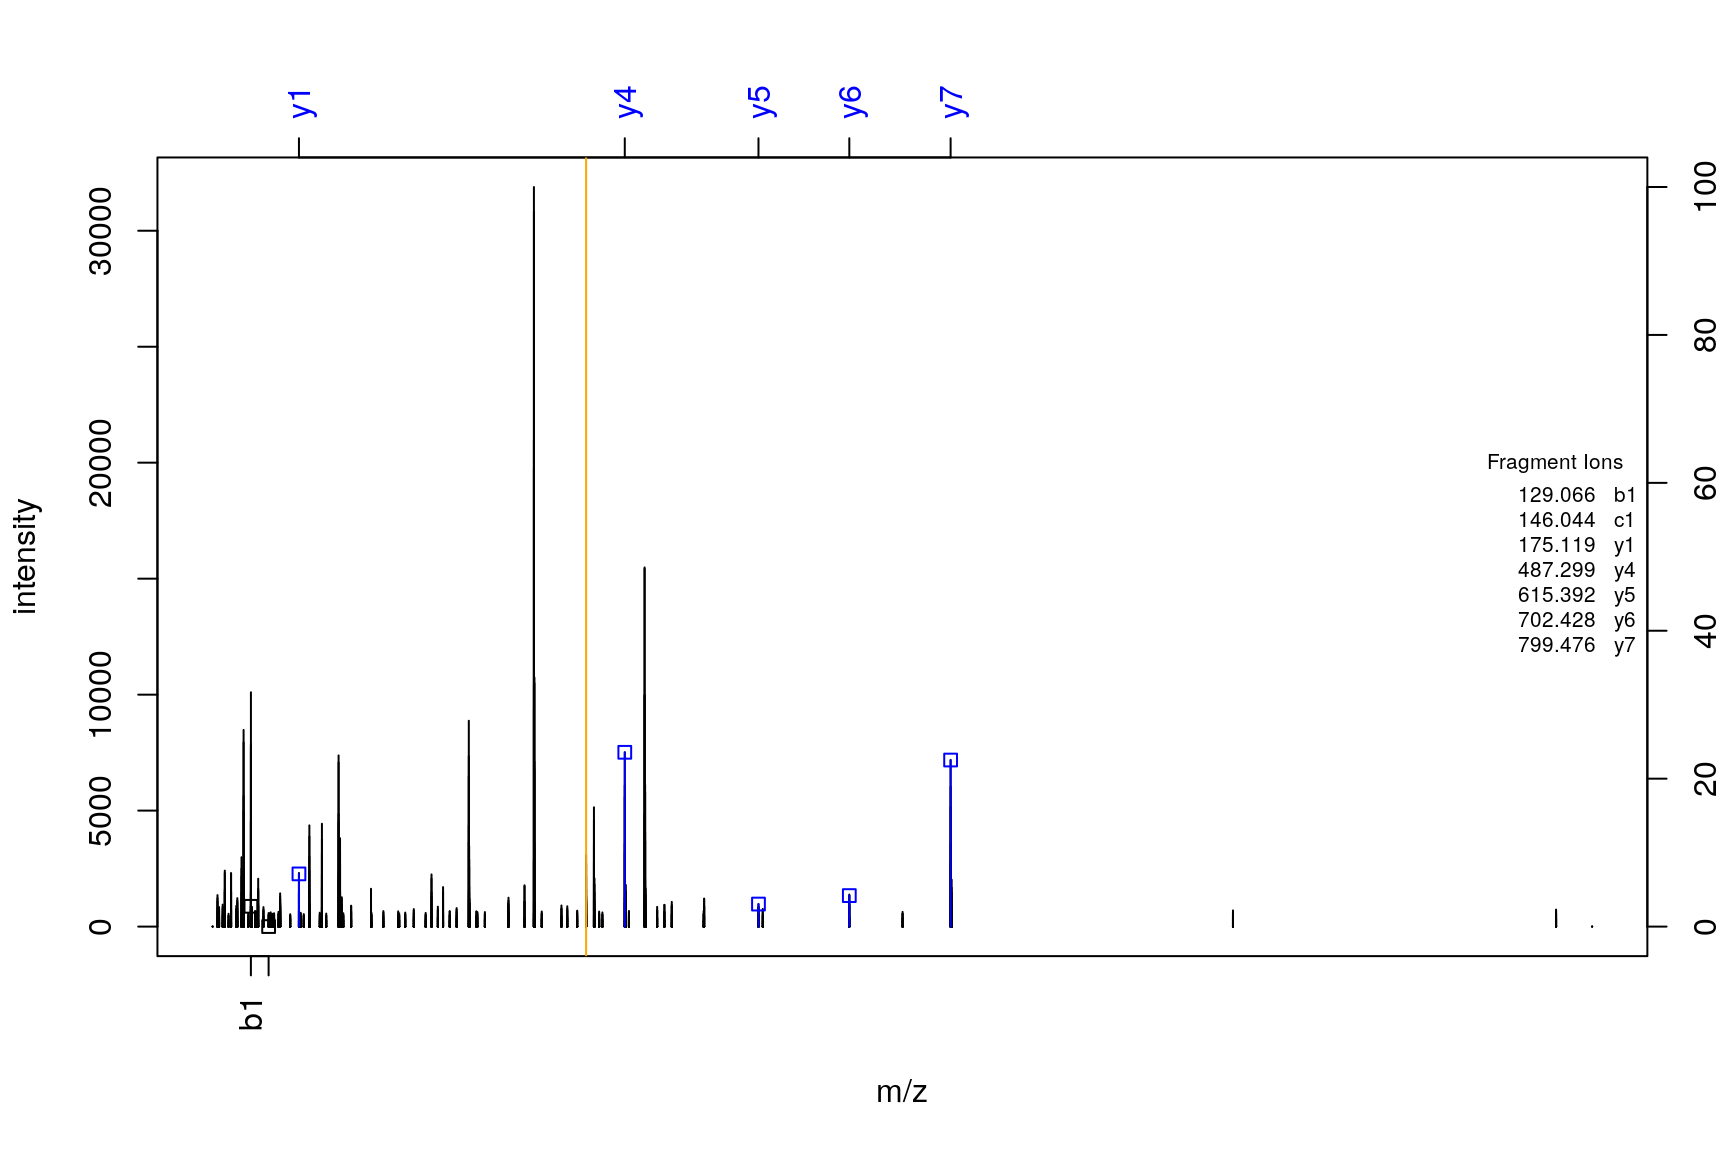 y1 y4 y5 y6 y7
30000
20000
10000
5000
0
intensity
100
80
60
40
20
0
Fragment Ions
129.066 b1
146.044 c1
175.119 y1
487.299 y4
615.392 y5
702.428 y6
799.476 y7
b1
m/z